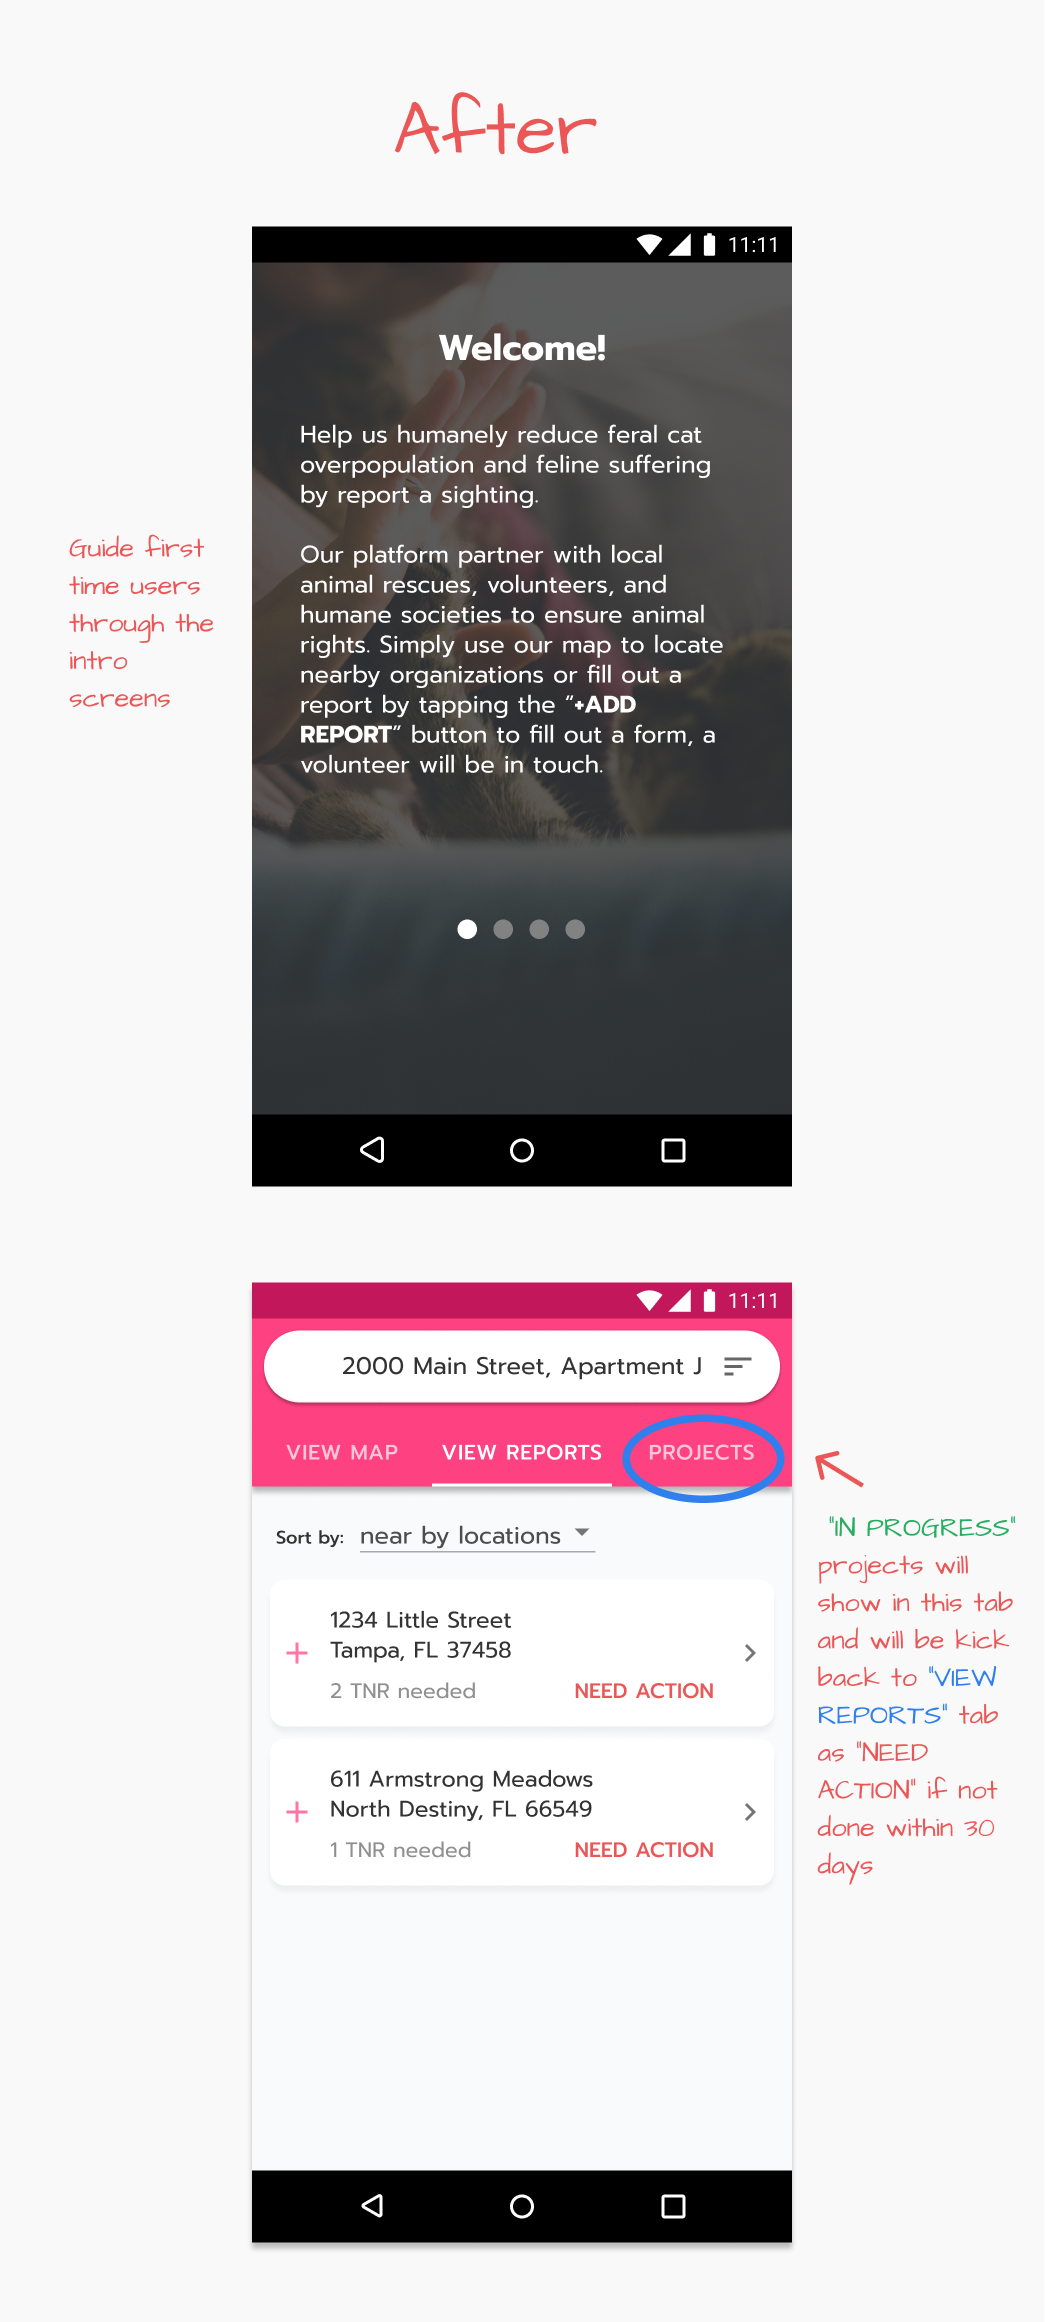 After
11:11
Welcome!
Help us humanely reduce feral cat
overpopulation and feline suffering
by report a sighting.
Our platform partner with local
animal rescues, volunteers, and
humane societies to ensure animal
rights. Simply use our map to locate
nearby organizations or fill out a
report by tapping the “+ADD
REPORT” button to fill out a form, a
volunteer will be in touch.
Guide first
time users
through the
intro
screens
11:11
2000 Main Street, Apartment J
VIEW MAP
VIEW REPORTS
PROJECTS
Sort by:
near by locations
1234 Little Street
Tampa, FL 37458
2 TNR needed
NEED ACTION
611 Armstrong Meadows
North Destiny, FL 66549
1 TNR needed
NEED ACTION
"IN PROGRESS"
projects will
show in this tab
and will be kick
back to "VIEW
REPORTS" tab
as "NEED
ACTION" if not
done within 30
days